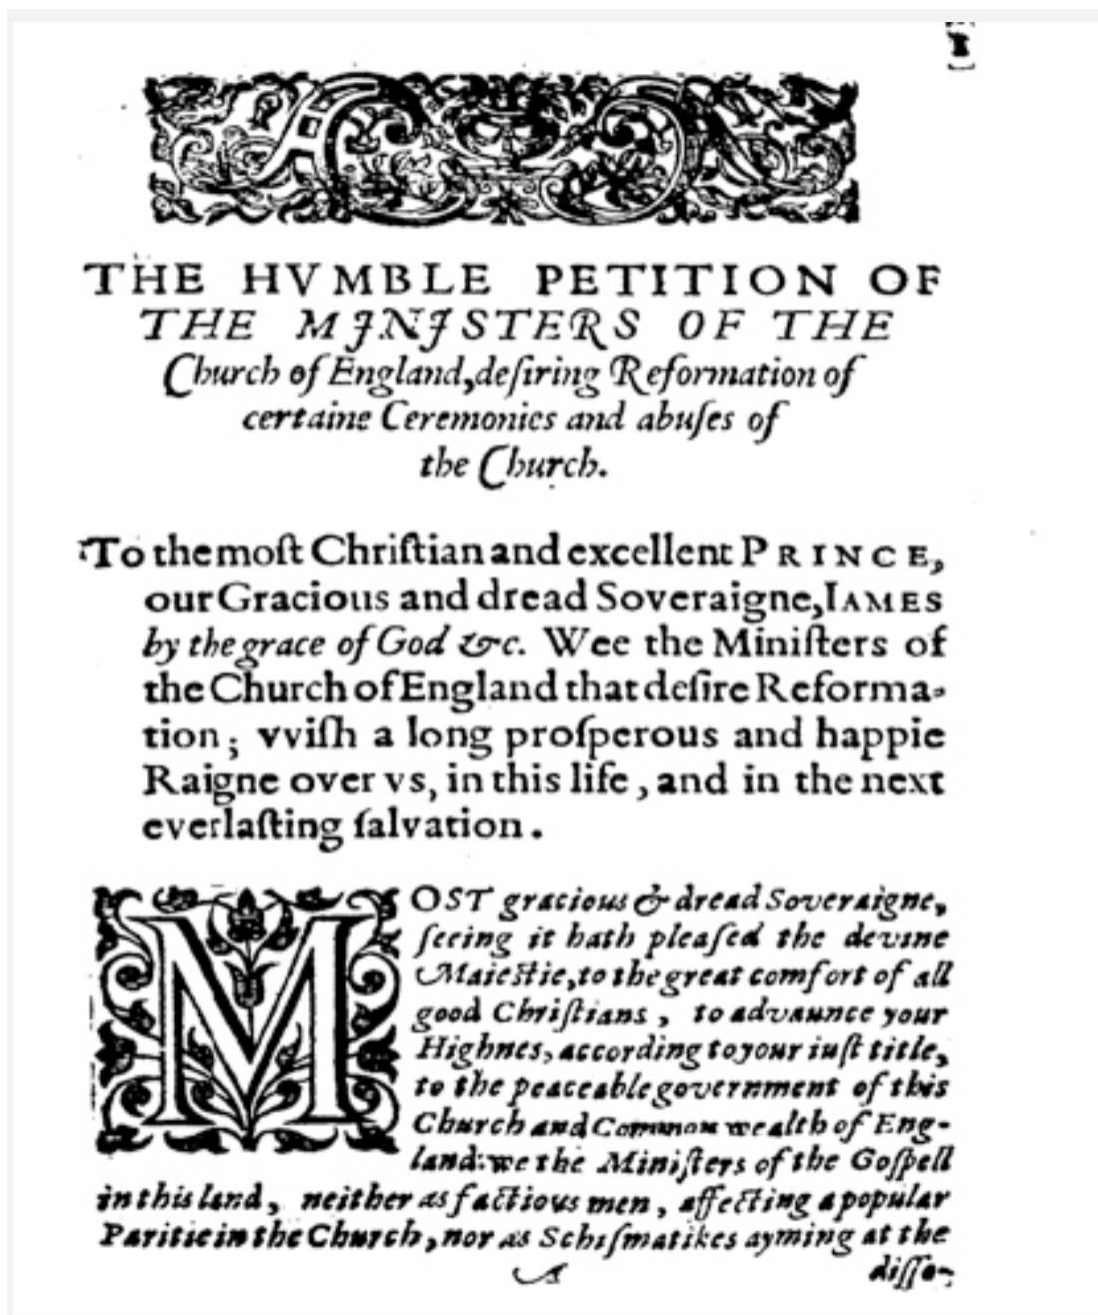 [1]
THE HVMBLE PETITION OF
THE MINISTERS OF THE
Church of England, deſiring Reformation of
certaine Ceremonies and abuſes of
the Church.
To the moſt Chriſtian and excellent PRINCE,
our Gracious and dread Soveraigne, IAMES
by the grace of God &c. Wee the Miniſters of
the Church of England that deſire Reforma-
tion; vviſh a long proſperous and happie
Raigne over vs, in this life, and in the next
everlaſting ſalvation.
MOST gracious & dread Soveraigne,
ſeeing it hath pleaſed the devine
Maieſtie, to the great comfort of all
good Chriſtians, to advaunce your
Highnes, according to your iuſt title,
to the peaceable government of this
Church and Common wealth of Eng-
land: we the Miniſters of the Goſpell
in this land, neither as factious men, affecting a popular
Paritie in the Church, nor as Schiſmatikes ayming at the
A diſſo-